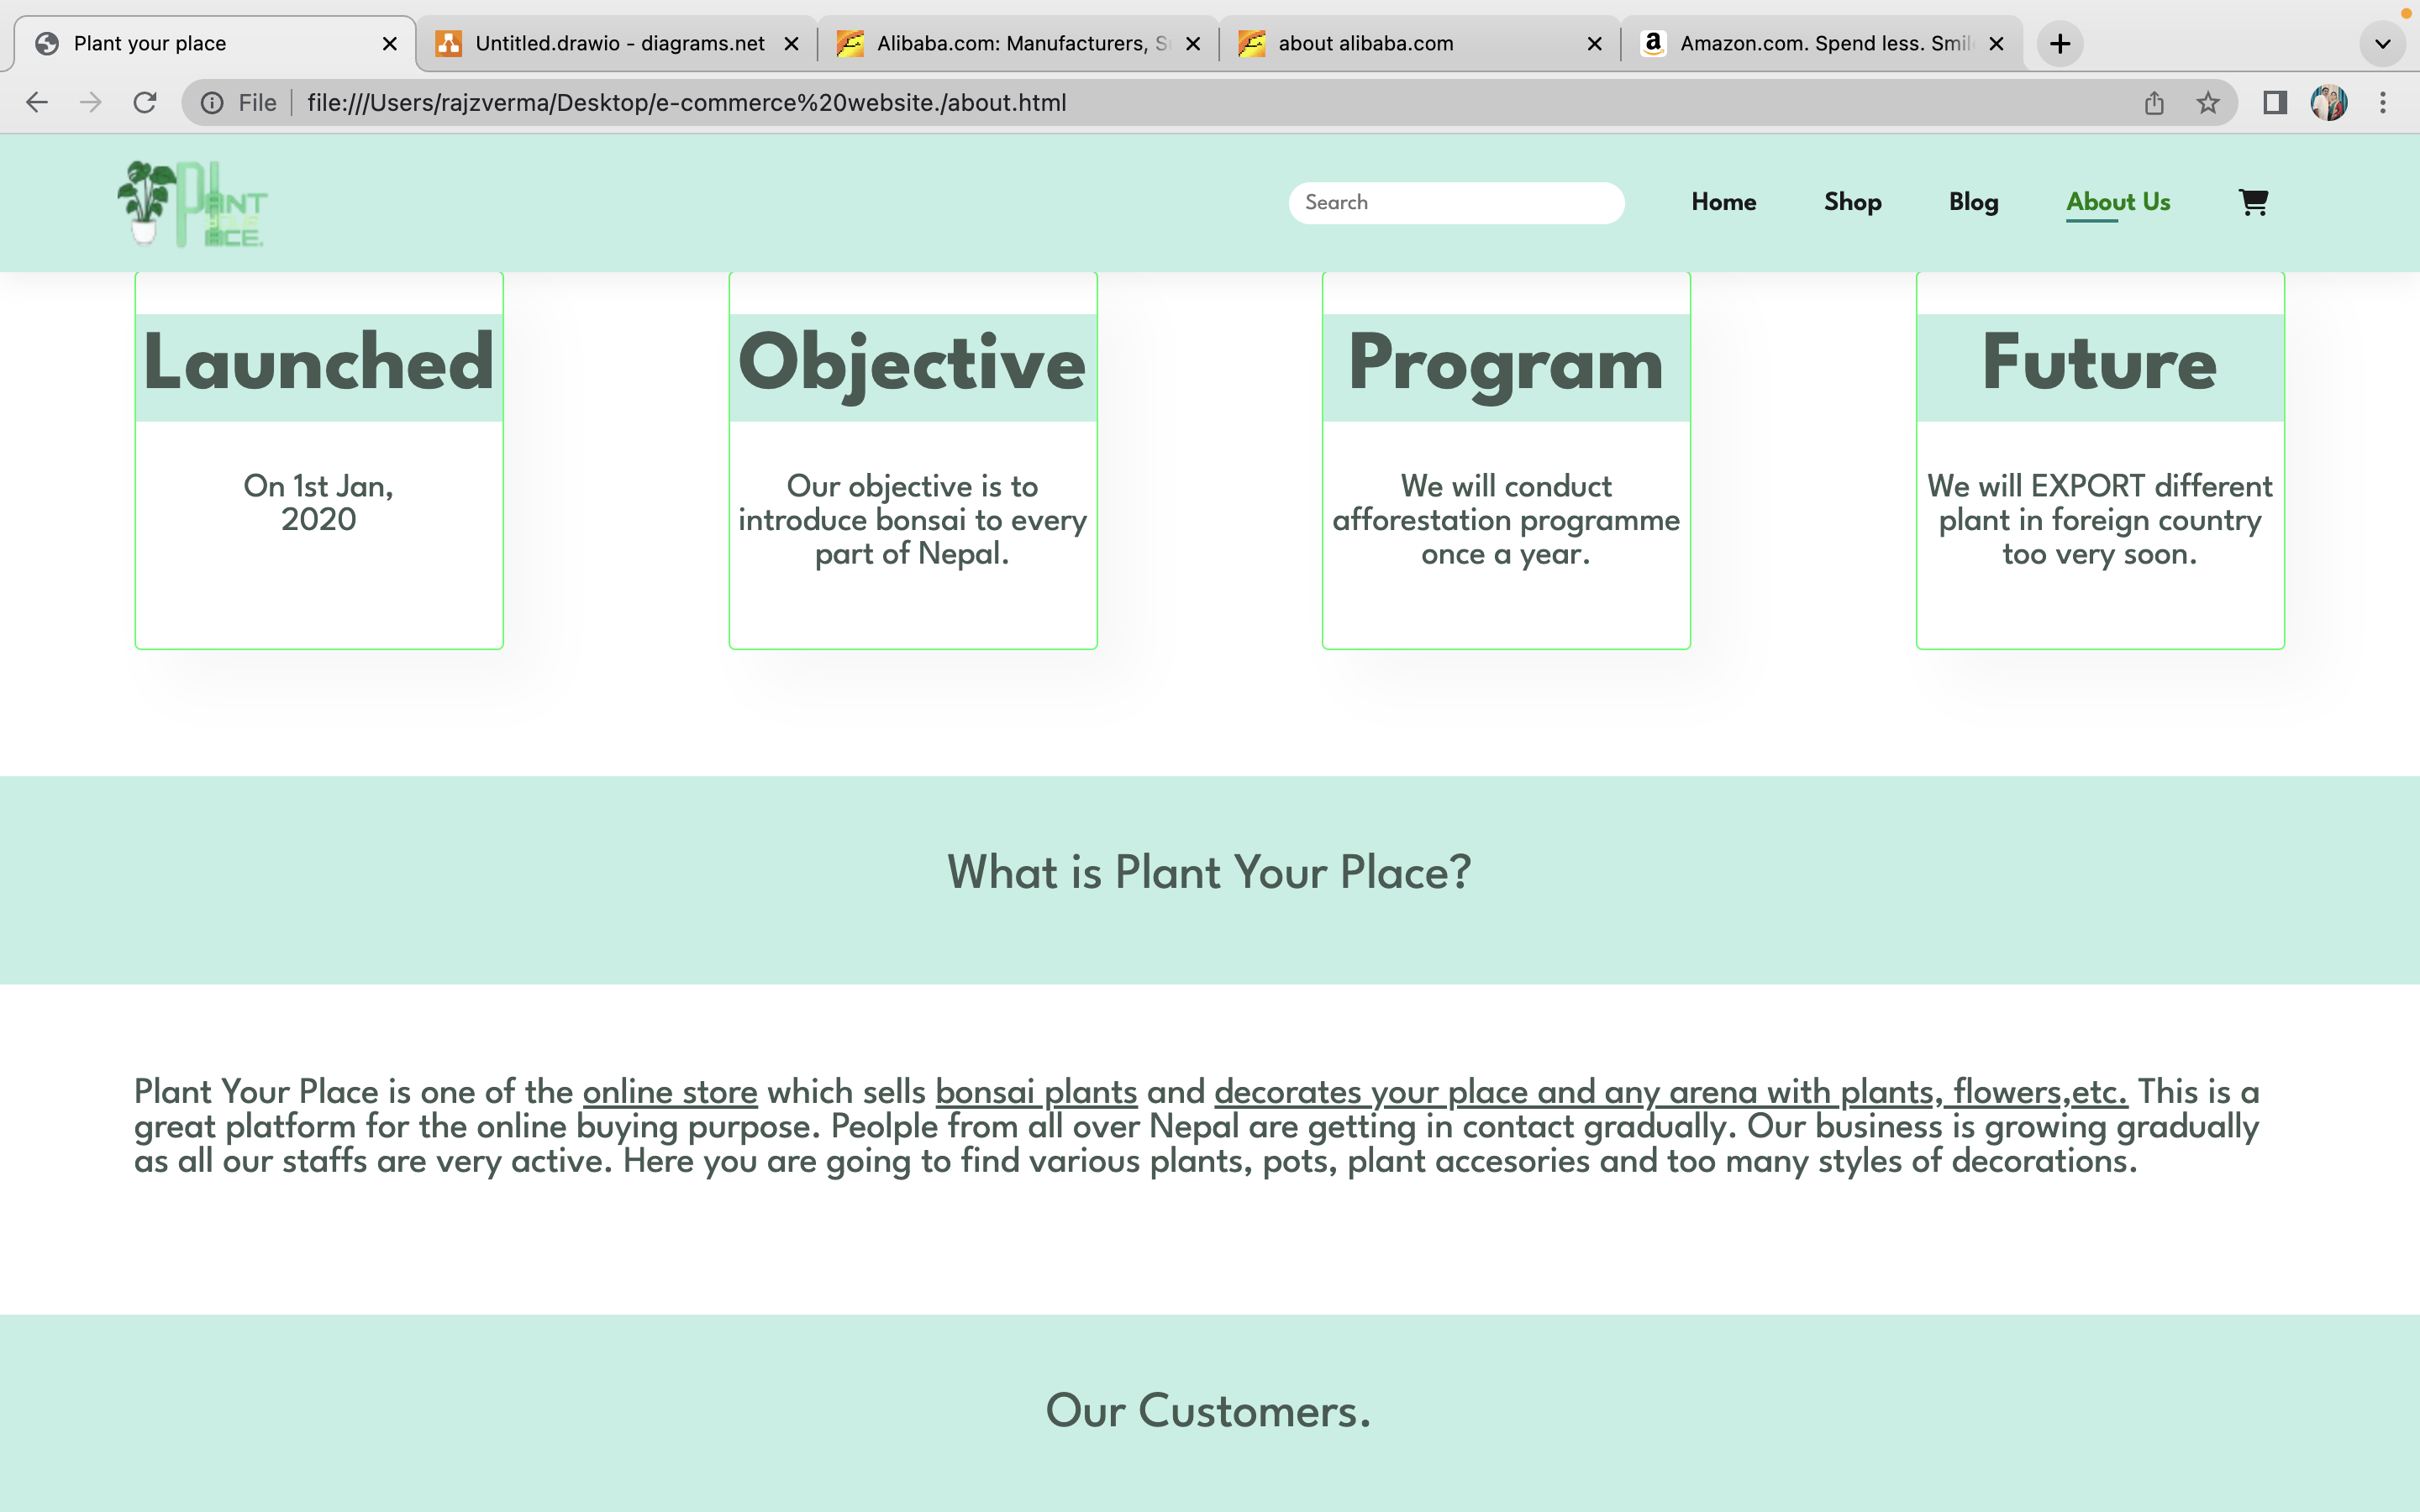 Plant your place
Untitled.drawio - diagrams.net
Alibaba.com: Manufacturers, S
about alibaba.com
Amazon.com. Spend less. Smil
File
file:///Users/rajzverma/Desktop/e-commerce%20website./about.html
Search
Home
Shop
Blog
About Us
Launched
On 1st Jan,
2020
Objective
Our objective is to
introduce bonsai to every
part of Nepal.
Program
We will conduct
afforestation programme
once a year.
Future
We will EXPORT different
plant in foreign country
too very soon.
What is Plant Your Place?
Plant Your Place is one of the online store which sells bonsai plants and decorates your place and any arena with plants, flowers,etc. This is a
great platform for the online buying purpose. Peolple from all over Nepal are getting in contact gradually. Our business is growing gradually
as all our staffs are very active. Here you are going to find various plants, pots, plant accesories and too many styles of decorations.
Our Customers.